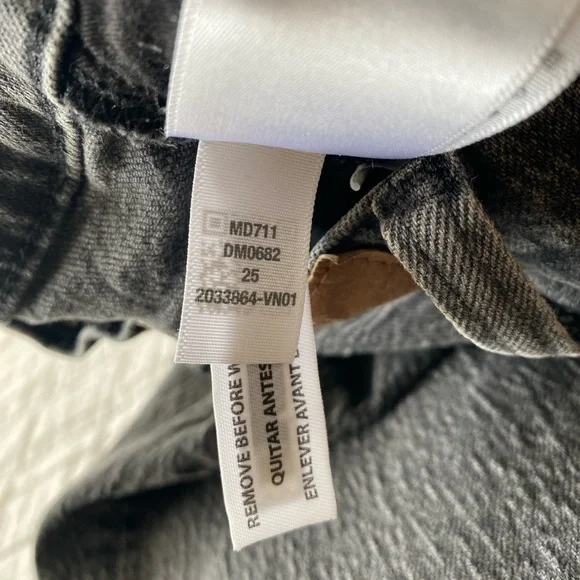 MD711
DM0682
25
2033864-VN01
REMOVE BEFORE
QUITAR ANTES
ENLEVER AVANT